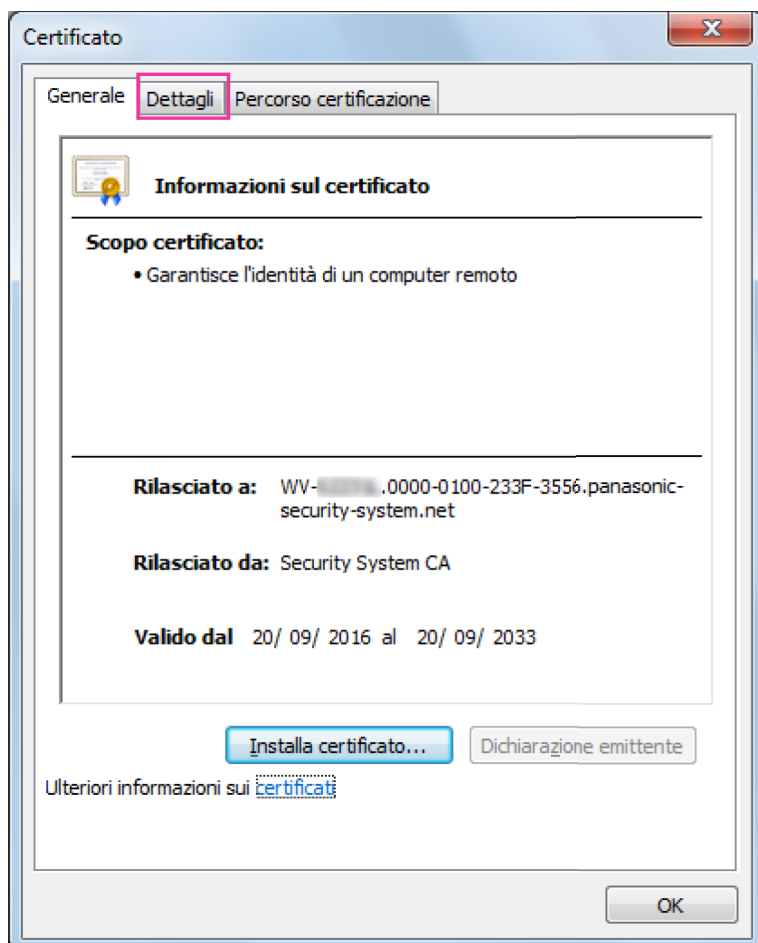 Certificato
Generale Dettagli Percorso certificazione
Informazioni sul certificato
Scopo certificato:
• Garantisce l'identità di un computer remoto
Rilasciato a: WV- .0000-0100-233F-3556.panasonic-
security-system.net
Rilasciato da: Security System CA
Valido dal 20/ 09/ 2016 al 20/ 09/ 2033
Installa certificato... Dichiarazione emittente
Ulteriori informazioni sui certificati
OK